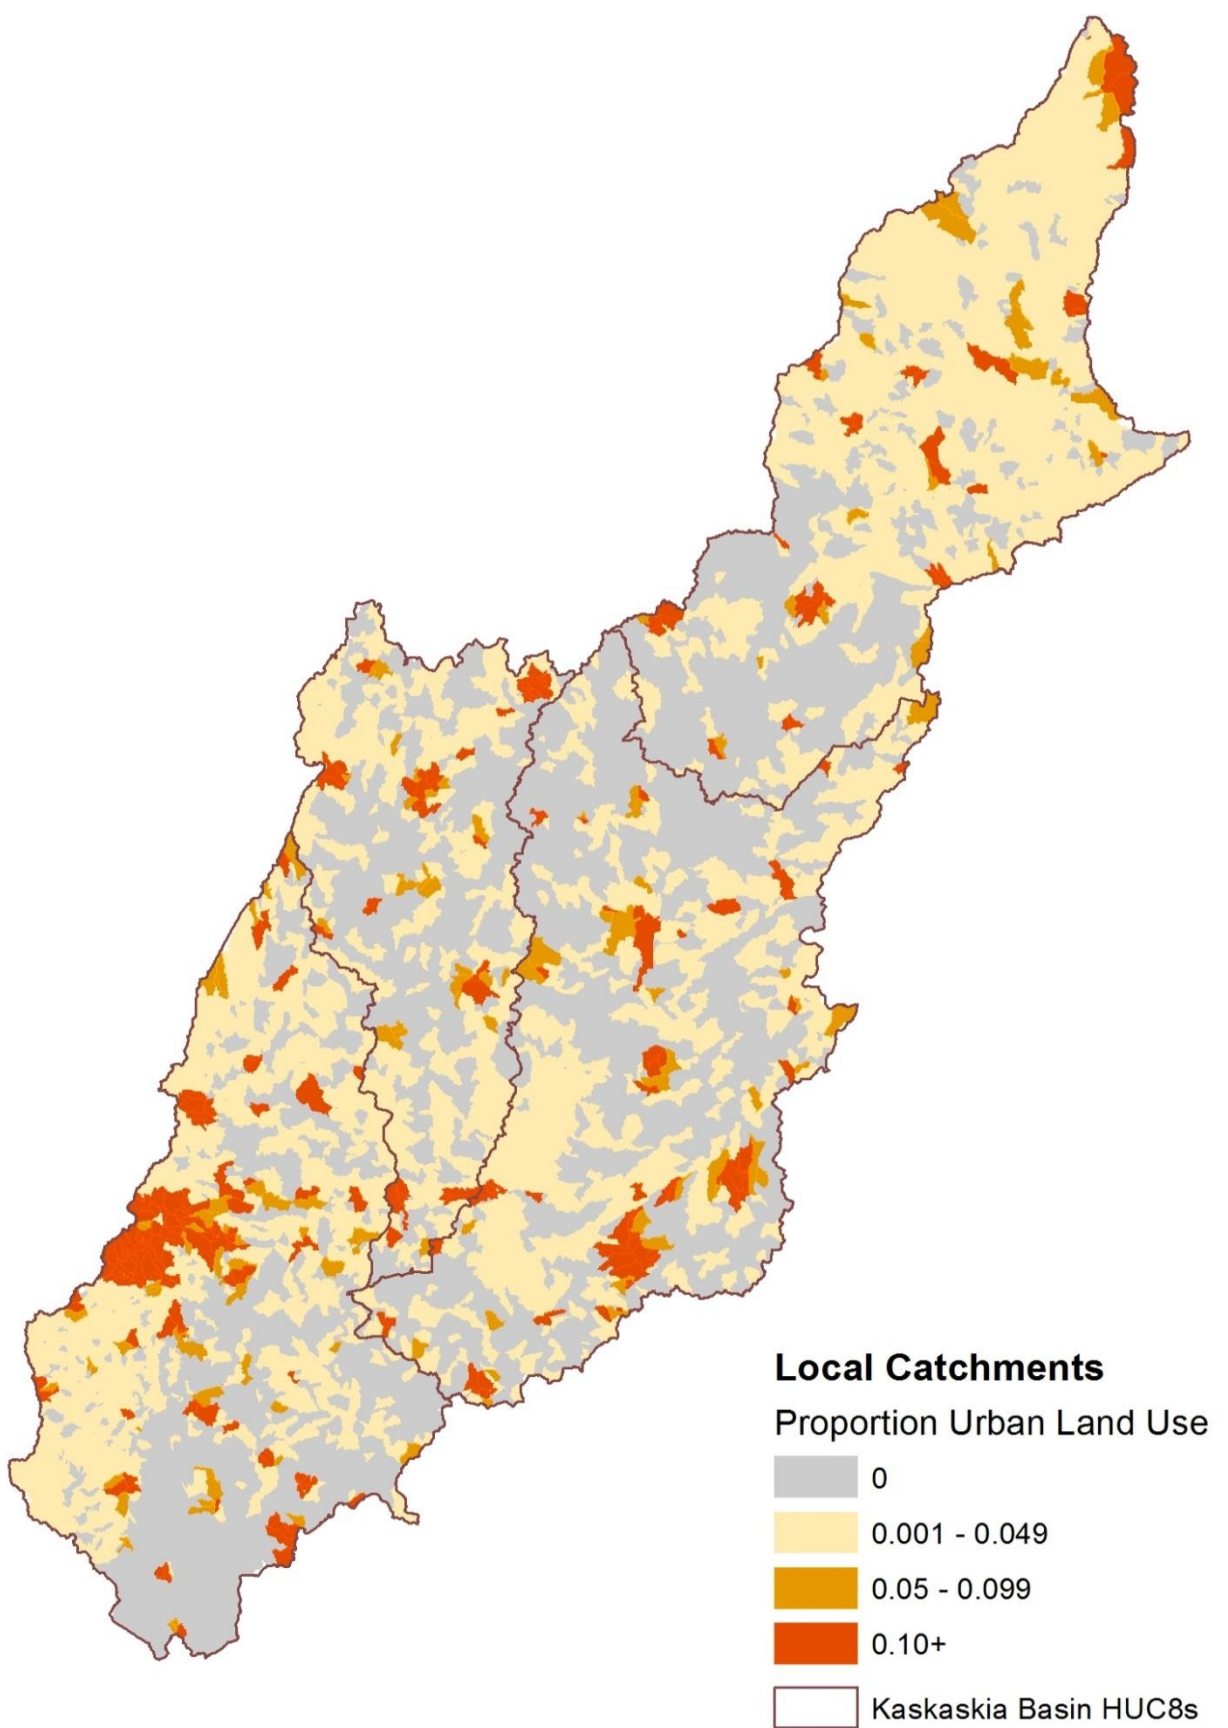 Local Catchments
Proportion Urban Land Use
0
0.001 - 0.049
0.05 - 0.099
0.10+
Kaskaskia Basin HUC8s